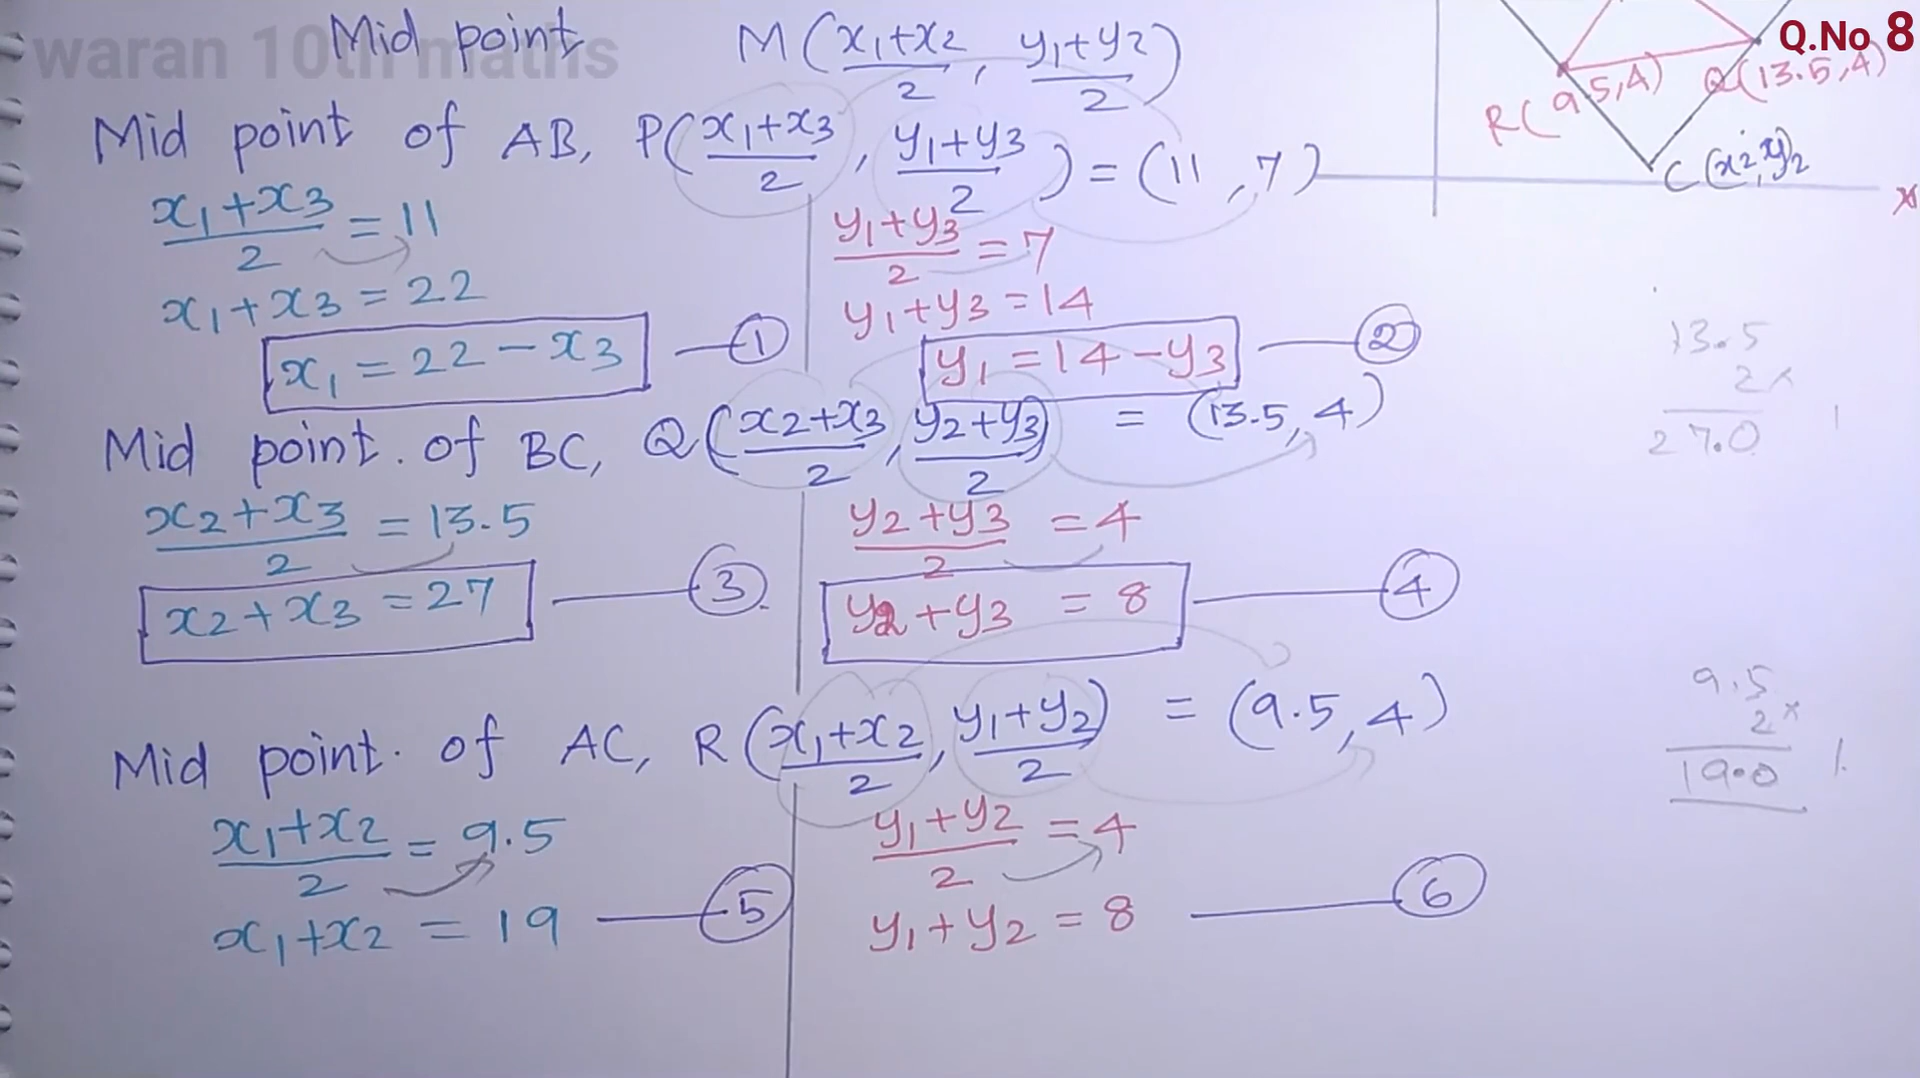 waran 10th maths
Q.No 8
Mid point M(x1+x2/2, y1+y2/2)
R(9.5,4) Q(13.5,4)
C(x2,y)2
X
Mid point of AB, P(x1+x3/2, y1+y3/2) = (11,7)
x1+x3/2 = 11
y1+y3/2 = 7
x1+x3 = 22
y1+y3 = 14
x1 = 22-x3 —①
y1 = 14-y3 —②
13.5
2×
27.0
Mid point. of BC, Q(x2+x3/2, y2+y3/2) = (13.5,4)
x2+x3/2 = 13.5
y2+y3/2 = 4
x2+x3 = 27 —③
y2+y3 = 8 —④
Mid point. of AC, R(x1+x2/2, y1+y2/2) = (9.5,4)
9.5
2×
19.0
x1+x2/2 = 9.5
y1+y2/2 = 4
x1+x2 = 19 —⑤
y1+y2 = 8 —⑥